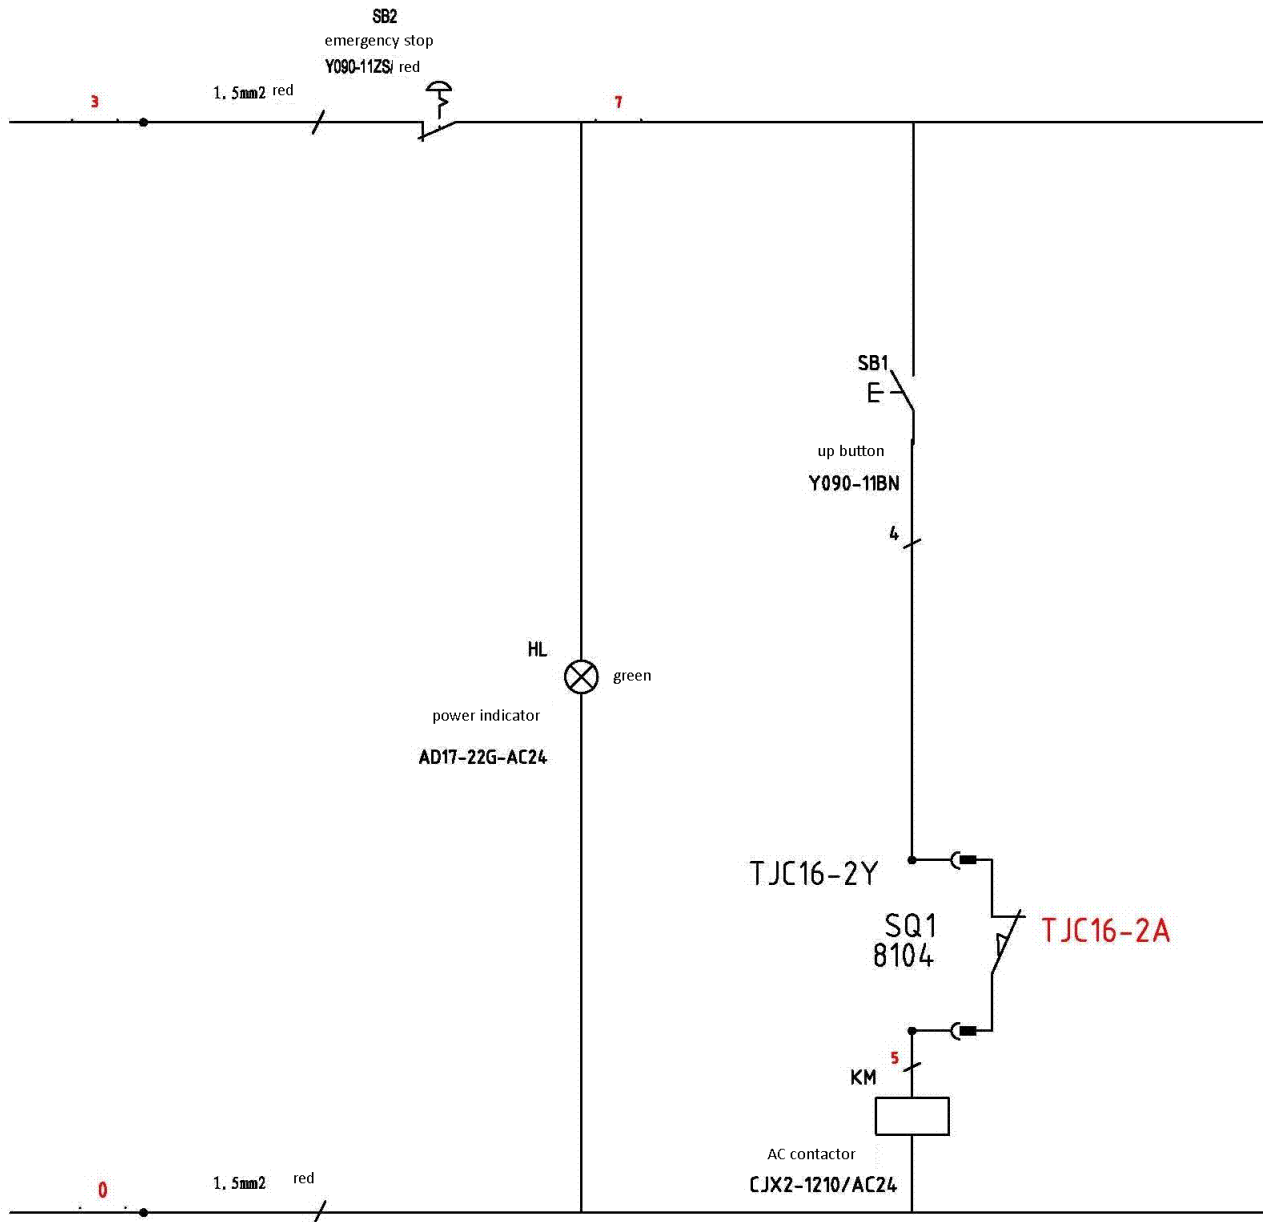 SB2
emergency stop
Y090-11ZS/ red
3
1.5mm2 red
7
SB1
E
up button
Y090-11BN
4
HL
green
power indicator
AD17-22G-AC24
TJC16-2Y
SQ1
8104
TJC16-2A
5
KM
AC contactor
CJX2-1210/AC24
0
1.5mm2 red